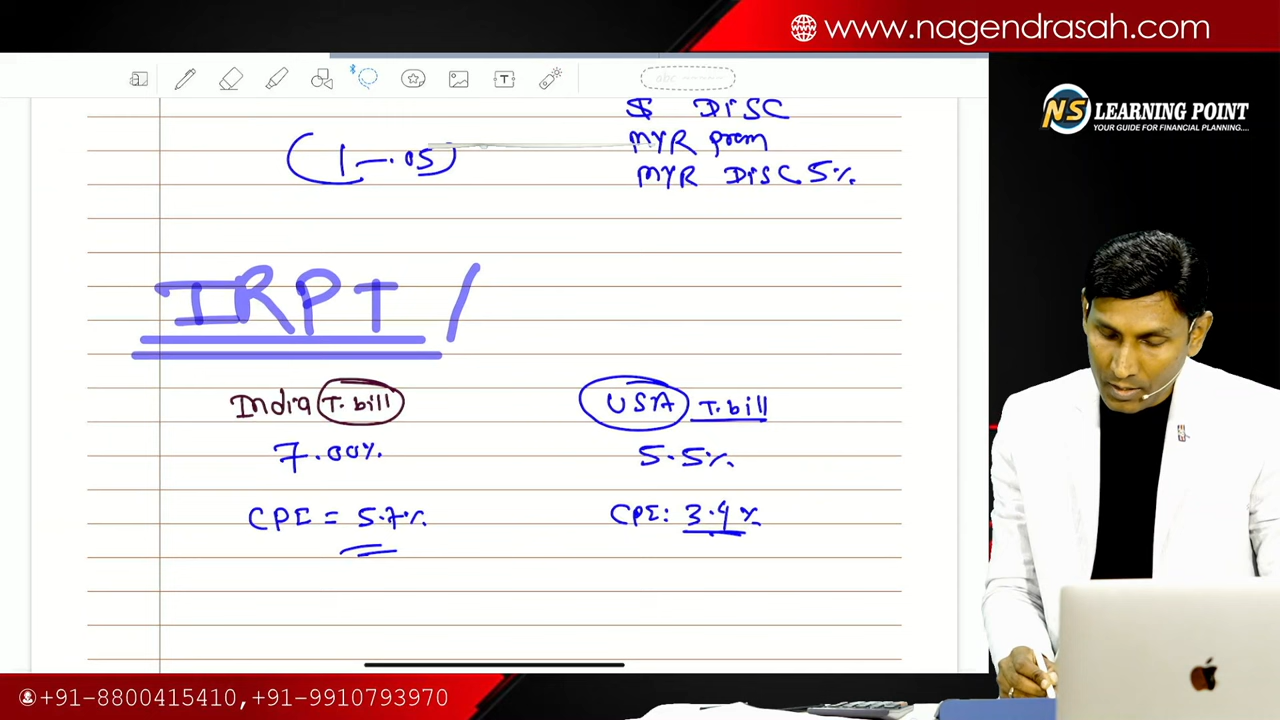 www.nagendrasah.com
NS LEARNING POINT
YOUR GUIDE FOR FINANCIAL PLANNING....
$ DISC
MYR prem
MYR DISC 5%
1-.05
IRPT /
India T. bill
USA T. bill
7.00%.
5.5%
CPI = 5.7%
CPI: 3.4%
+91-8800415410,+91-9910793970